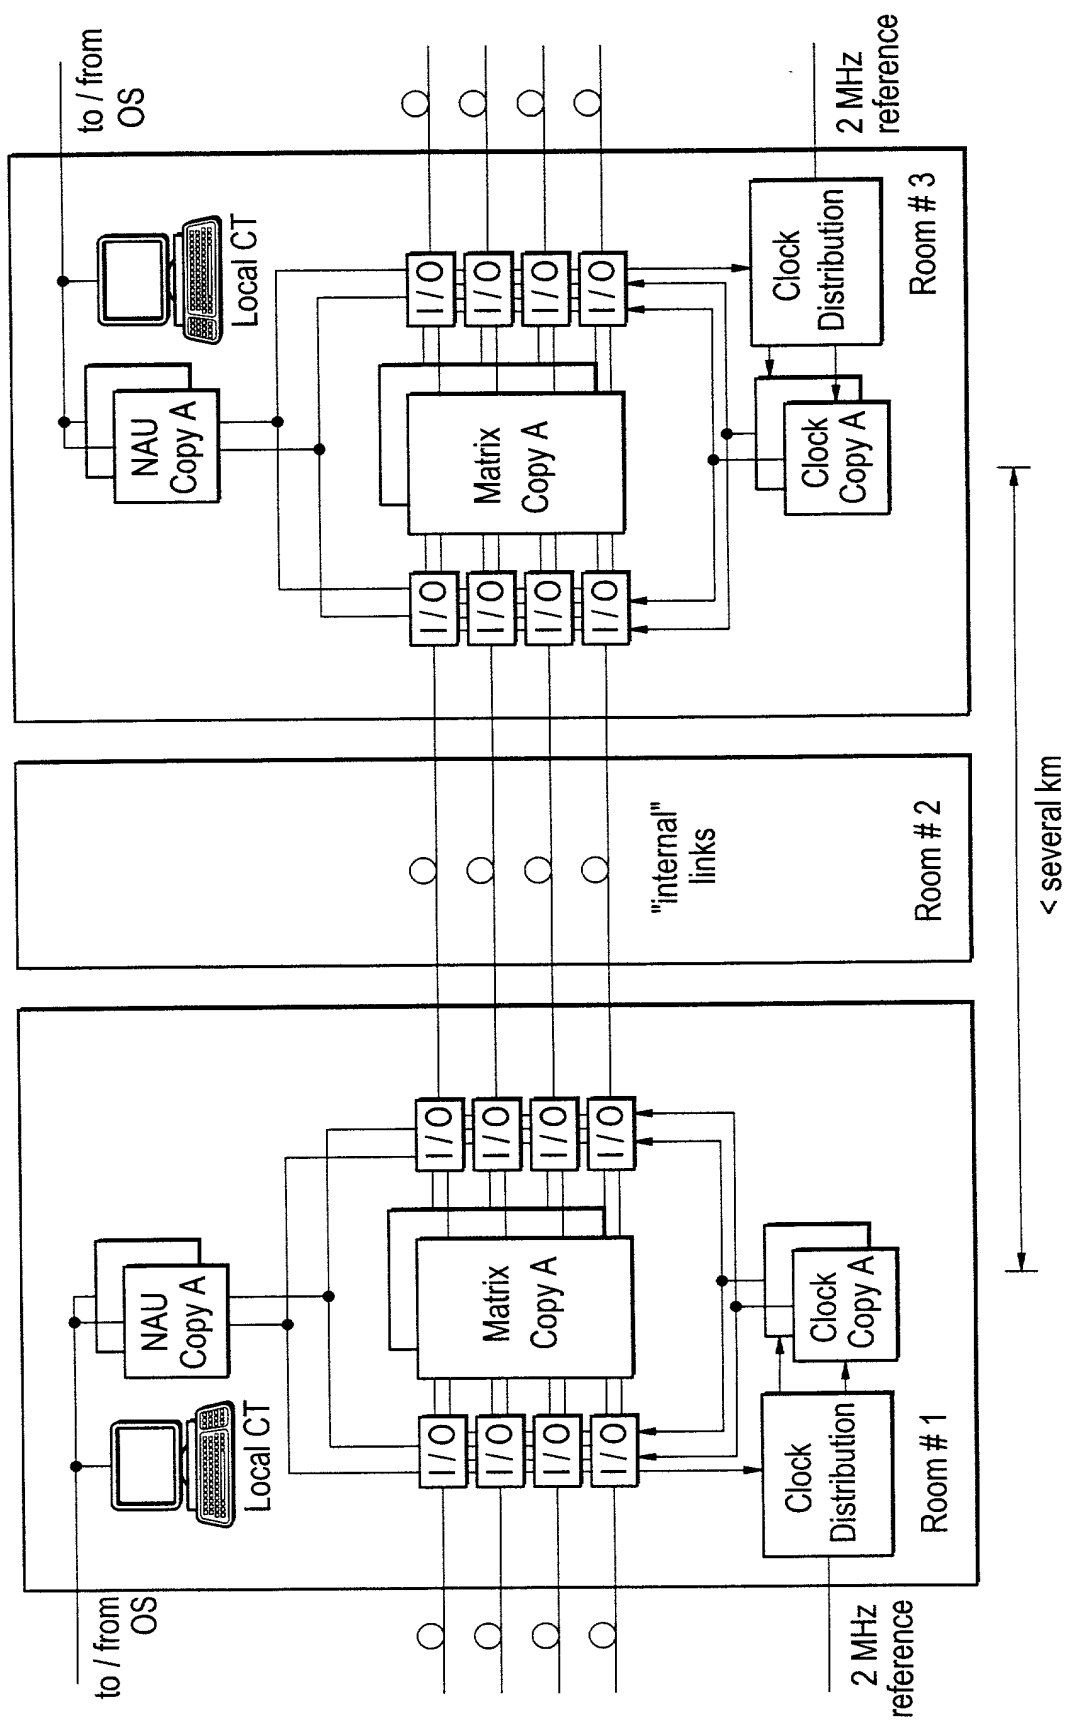 to / from
OS
Local CT
NAU
Copy A
I / O
I / O
I / O
I / O
Matrix
Copy A
I / O
I / O
I / O
I / O
Clock
Distribution
Clock
Copy A
2 MHz
reference
Room # 1
"internal"
links
Room # 2
to / from
OS
NAU
Copy A
Local CT
I / O
I / O
I / O
I / O
Matrix
Copy A
I / O
I / O
I / O
I / O
Clock
Copy A
Clock
Distribution
2 MHz
reference
Room # 3
< several km